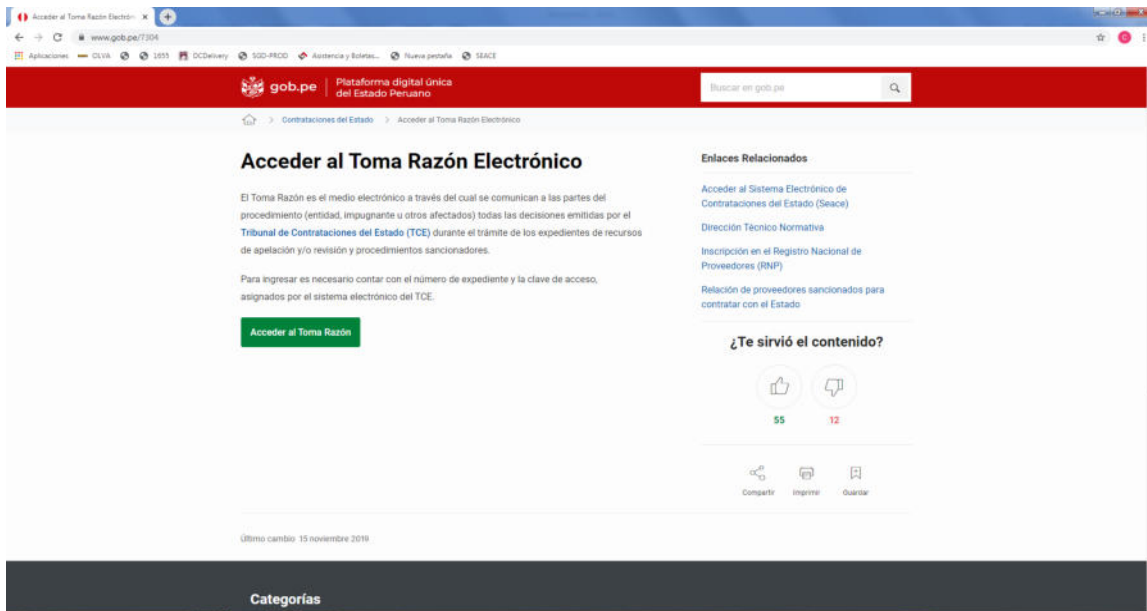 Acceder al Toma Razón Electróni
www.gob.pe/7304
Aplicaciones OLVA 1655 DCDelivery SGD-PROD Asistencia y Boletas... Nueva pestaña SEACE
gob.pe
Plataforma digital única
del Estado Peruano
Buscar en gob.pe
> Contrataciones del Estado > Acceder al Toma Razón Electrónico
Acceder al Toma Razón Electrónico
El Toma Razón es el medio electrónico a través del cual se comunican a las partes del
procedimiento (entidad, impugnante u otros afectados) todas las decisiones emitidas por el
Tribunal de Contrataciones del Estado (TCE) durante el trámite de los expedientes de recursos
de apelación y/o revisión y procedimientos sancionadores.
Para ingresar es necesario contar con el número de expediente y la clave de acceso,
asignados por el sistema electrónico del TCE.
Acceder al Toma Razón
Enlaces Relacionados
Acceder al Sistema Electrónico de
Contrataciones del Estado (Seace)
Dirección Técnico Normativa
Inscripción en el Registro Nacional de
Proveedores (RNP)
Relación de proveedores sancionados para
contratar con el Estado
¿Te sirvió el contenido?
55 12
Compartir Imprimir Guardar
Último cambio 15 noviembre 2019
Categorías